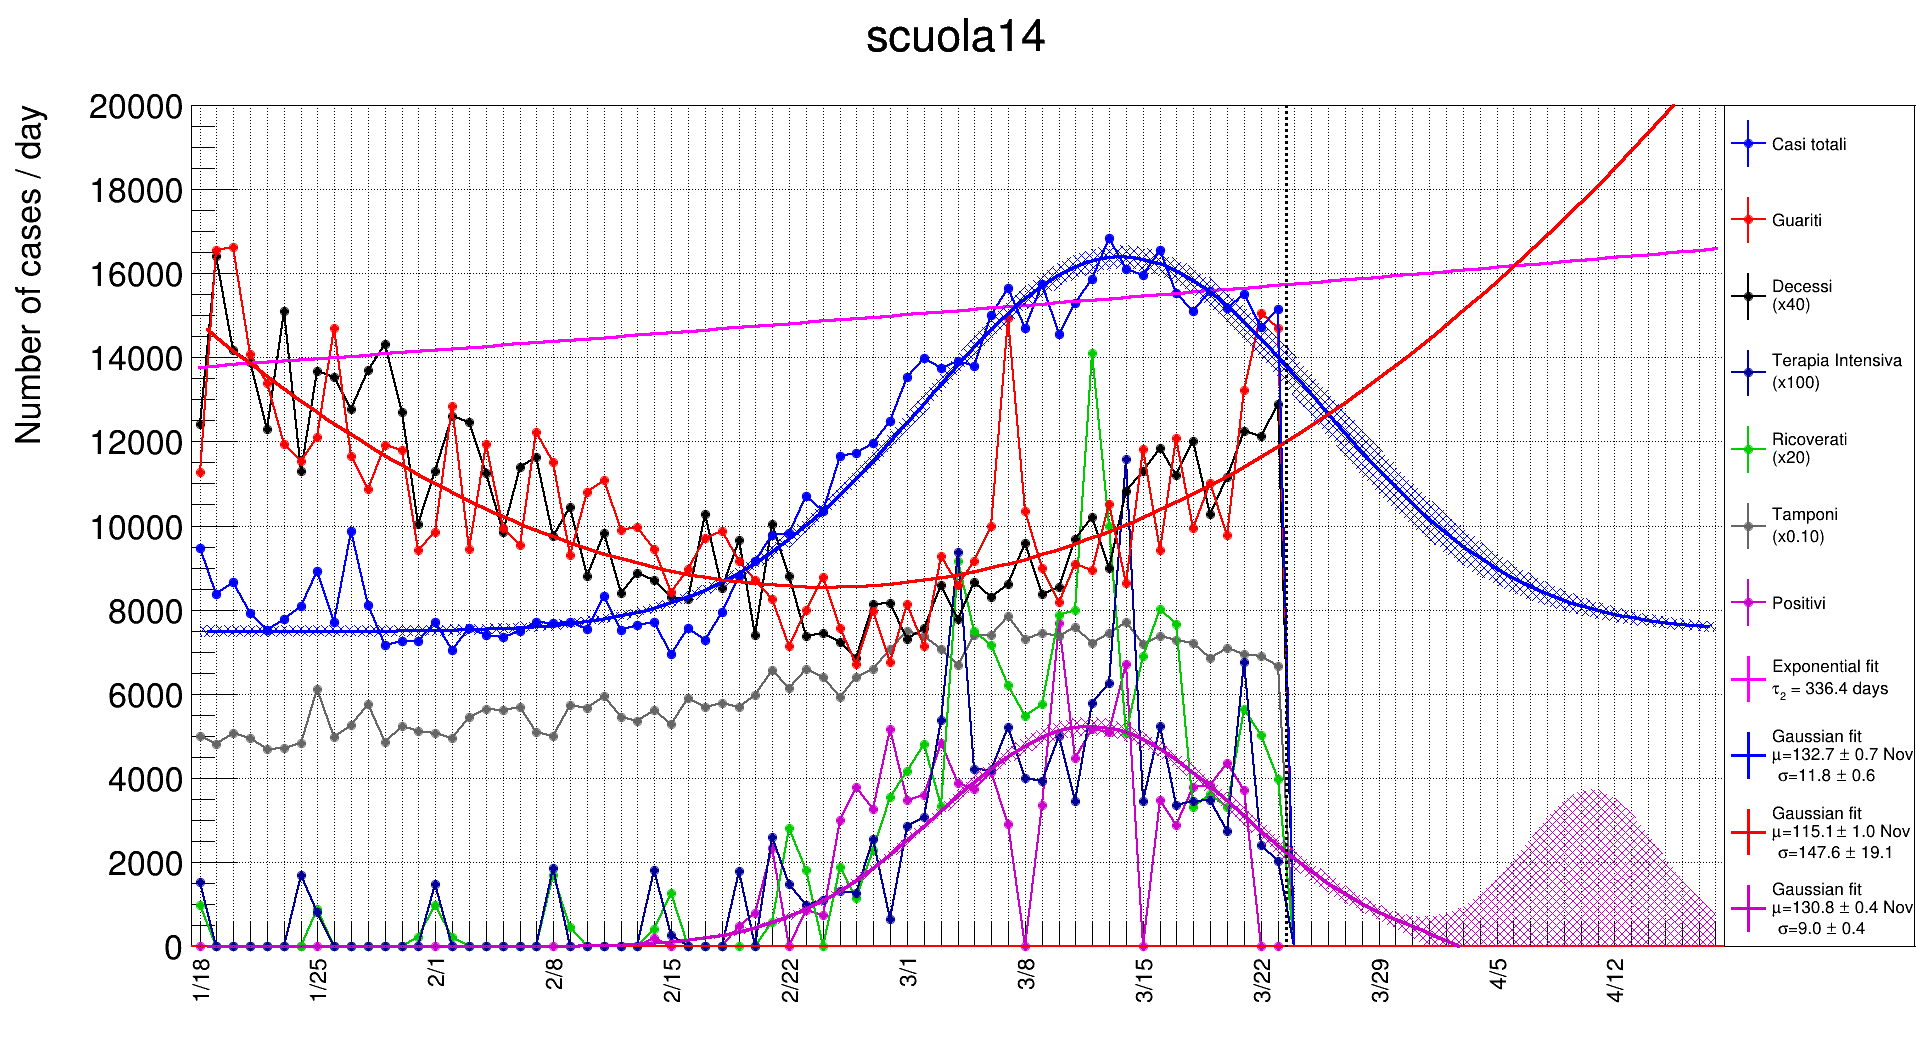 scuola14
Number of cases / day
20000
18000
16000
14000
12000
10000
8000
6000
4000
2000
0
1/18
1/25
2/1
2/8
2/15
2/22
3/1
3/8
3/15
3/22
3/29
4/5
4/12
Casi totali
Guariti
Decessi
(x40)
Terapia Intensiva
(x100)
Ricoverati
(x20)
Tamponi
(x0.10)
Positivi
Exponential fit
τ₂ = 336.4 days
Gaussian fit
μ=132.7 ± 0.7 Nov
σ=11.8 ± 0.6
Gaussian fit
μ=115.1 ± 1.0 Nov
σ=147.6 ± 19.1
Gaussian fit
μ=130.8 ± 0.4 Nov
σ=9.0 ± 0.4